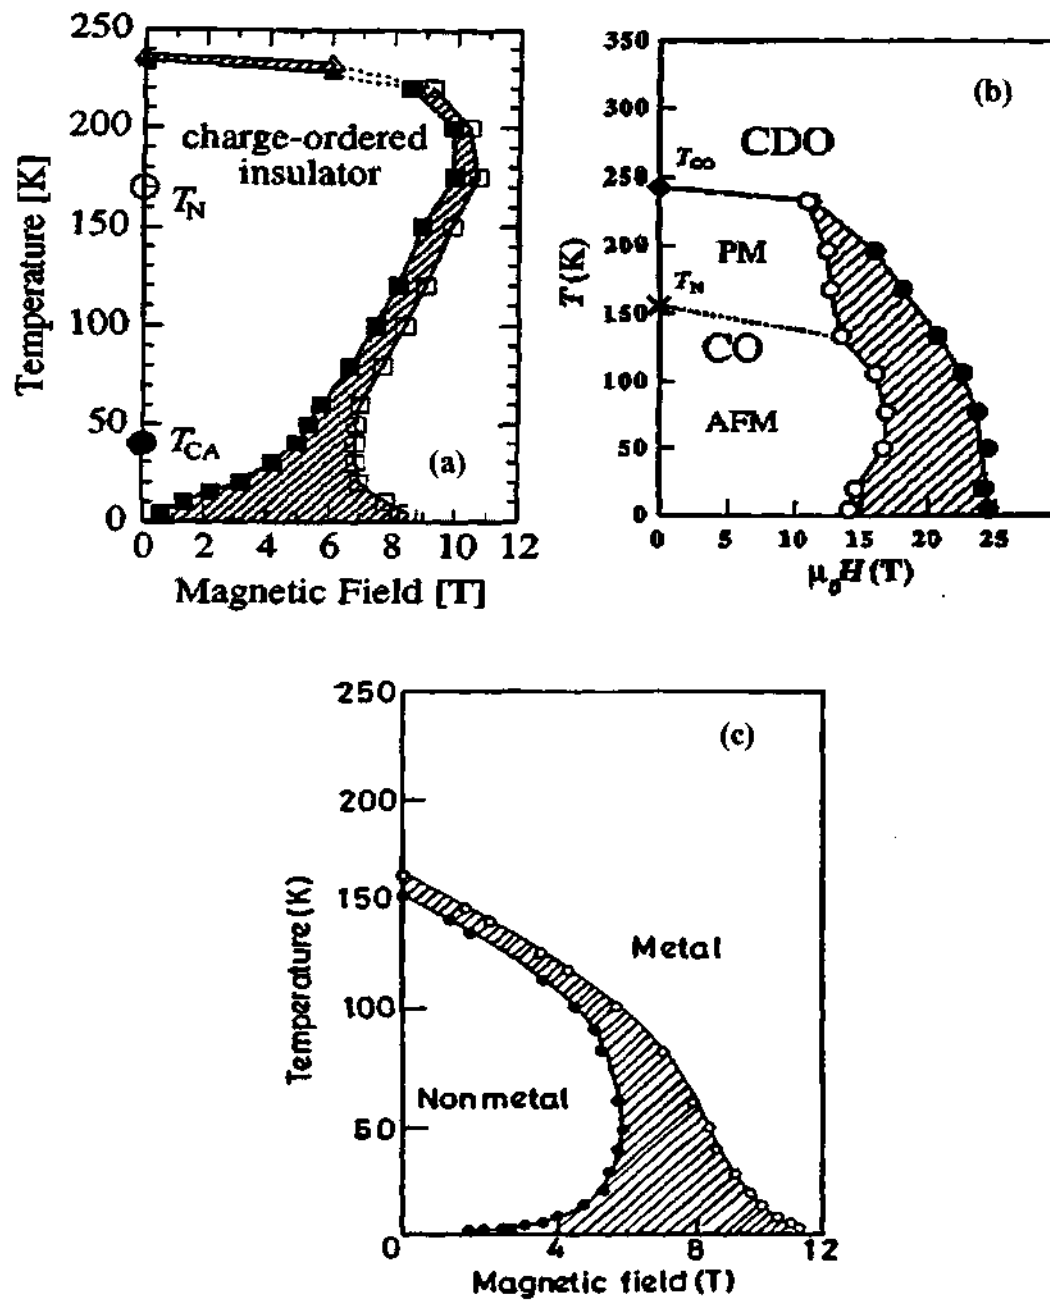 250
200
150
100
50
0
Temperature [K]
charge-ordered
insulator
T_N
T_CA
(a)
0 2 4 6 8 10 12
Magnetic Field [T]
350
300
250
200
150
100
50
0
T (K)
(b)
CDO
T_CO
PM
T_N
CO
AFM
0 5 10 15 20 25
μ₀H (T)
250
200
150
100
50
Temperature (K)
(c)
Metal
Nonmetal
0 4 8 12
Magnetic field (T)